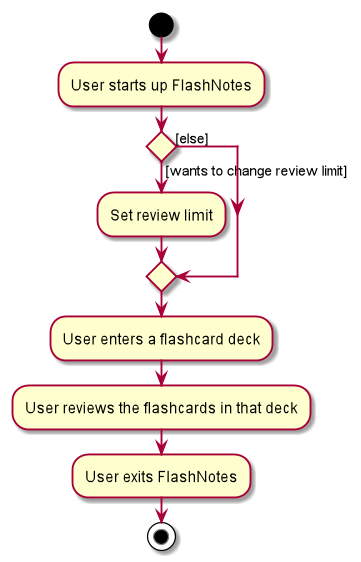 User starts up FlashNotes
[else]
[wants to change review limit]
Set review limit
User enters a flashcard deck
User reviews the flashcards in that deck
User exits FlashNotes